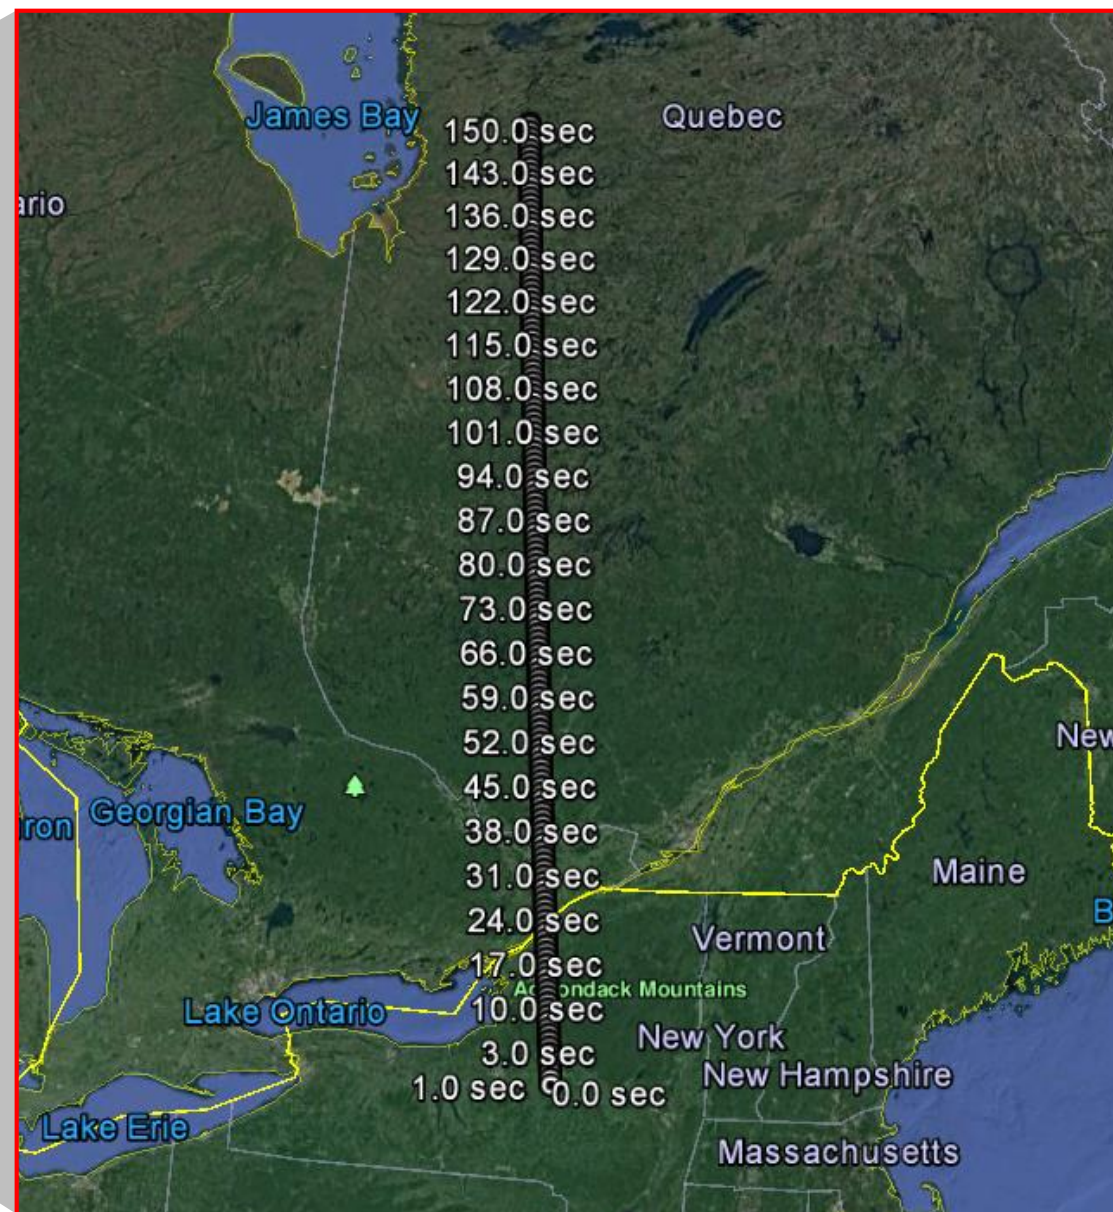 James Bay
Quebec
150.0 sec
143.0 sec
ario
136.0 sec
129.0 sec
122.0 sec
115.0 sec
108.0 sec
101.0 sec
94.0 sec
87.0 sec
80.0 sec
73.0 sec
66.0 sec
59.0 sec
New
52.0 sec
45.0 sec
Georgian Bay
iron
38.0 sec
Maine
31.0 sec
B
24.0 sec
Vermont
17.0 sec
Adirondack Mountains
10.0 sec
Lake Ontario
New York
3.0 sec
New Hampshire
1.0 sec
0.0 sec
Lake Erie
Massachusetts